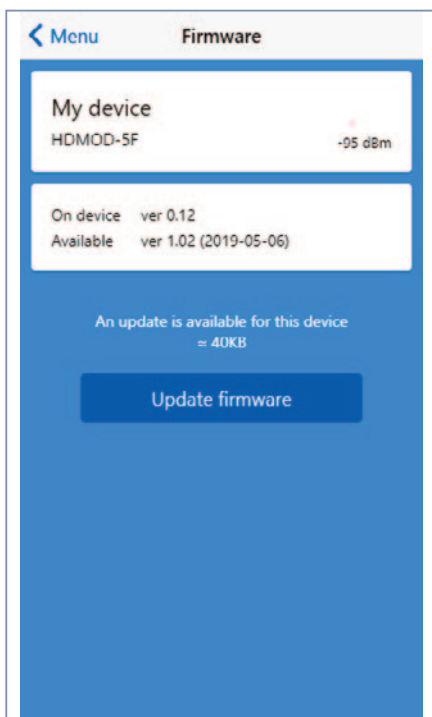 Menu Firmware
My device
HDMOD-5F -95 dBm
On device ver 0.12
Available ver 1.02 (2019-05-06)
An update is available for this device
≃ 40KB
Update firmware